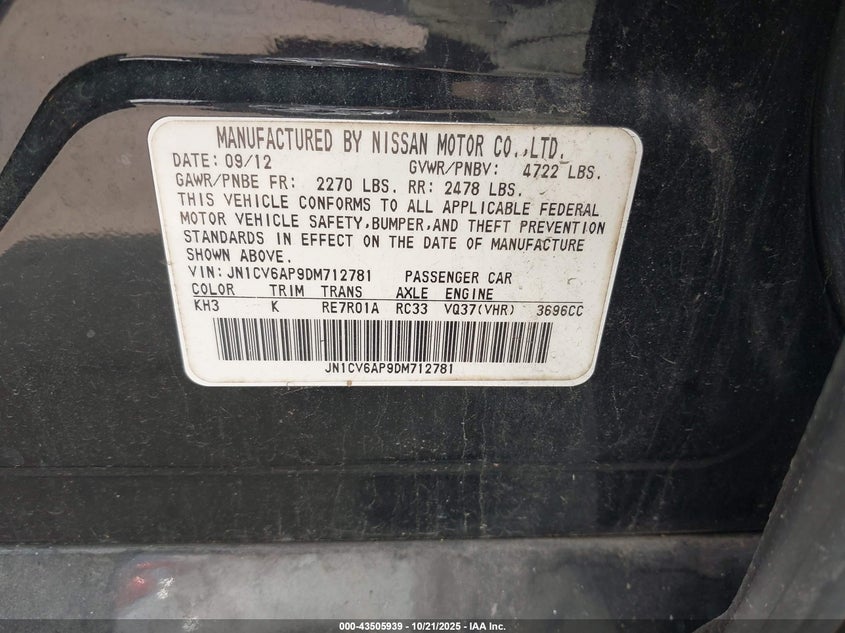 MANUFACTURED BY NISSAN MOTOR CO.,LTD.
DATE: 09/12 GVWR/PNBV: 4722 LBS.
GAWR/PNBE FR: 2270 LBS. RR: 2478 LBS.
THIS VEHICLE CONFORMS TO ALL APPLICABLE FEDERAL
MOTOR VEHICLE SAFETY,BUMPER,AND THEFT PREVENTION
STANDARDS IN EFFECT ON THE DATE OF MANUFACTURE
SHOWN ABOVE.
VIN: JN1CV6AP9DM712781 PASSENGER CAR
COLOR TRIM TRANS AXLE ENGINE
KH3 K RE7R01A RC33 VQ37(VHR) 3696CC
JN1CV6AP9DM712781
000-43505939 - 10/21/2025 - IAA Inc.